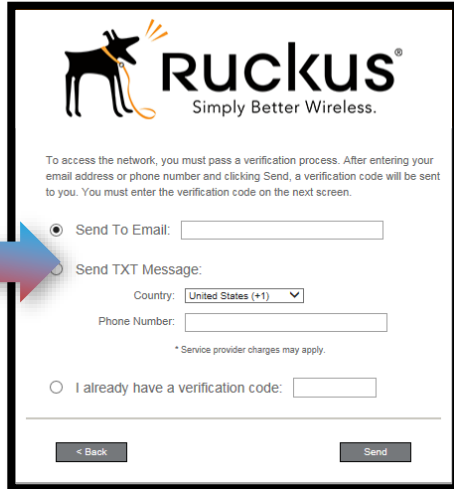 Ruckus®
Simply Better Wireless.
To access the network, you must pass a verification process. After entering your
email address or phone number and clicking Send, a verification code will be sent
to you. You must enter the verification code on the next screen.
Send To Email:
Send TXT Message:
Country: United States (+1)
Phone Number:
* Service provider charges may apply.
I already have a verification code:
< Back Send